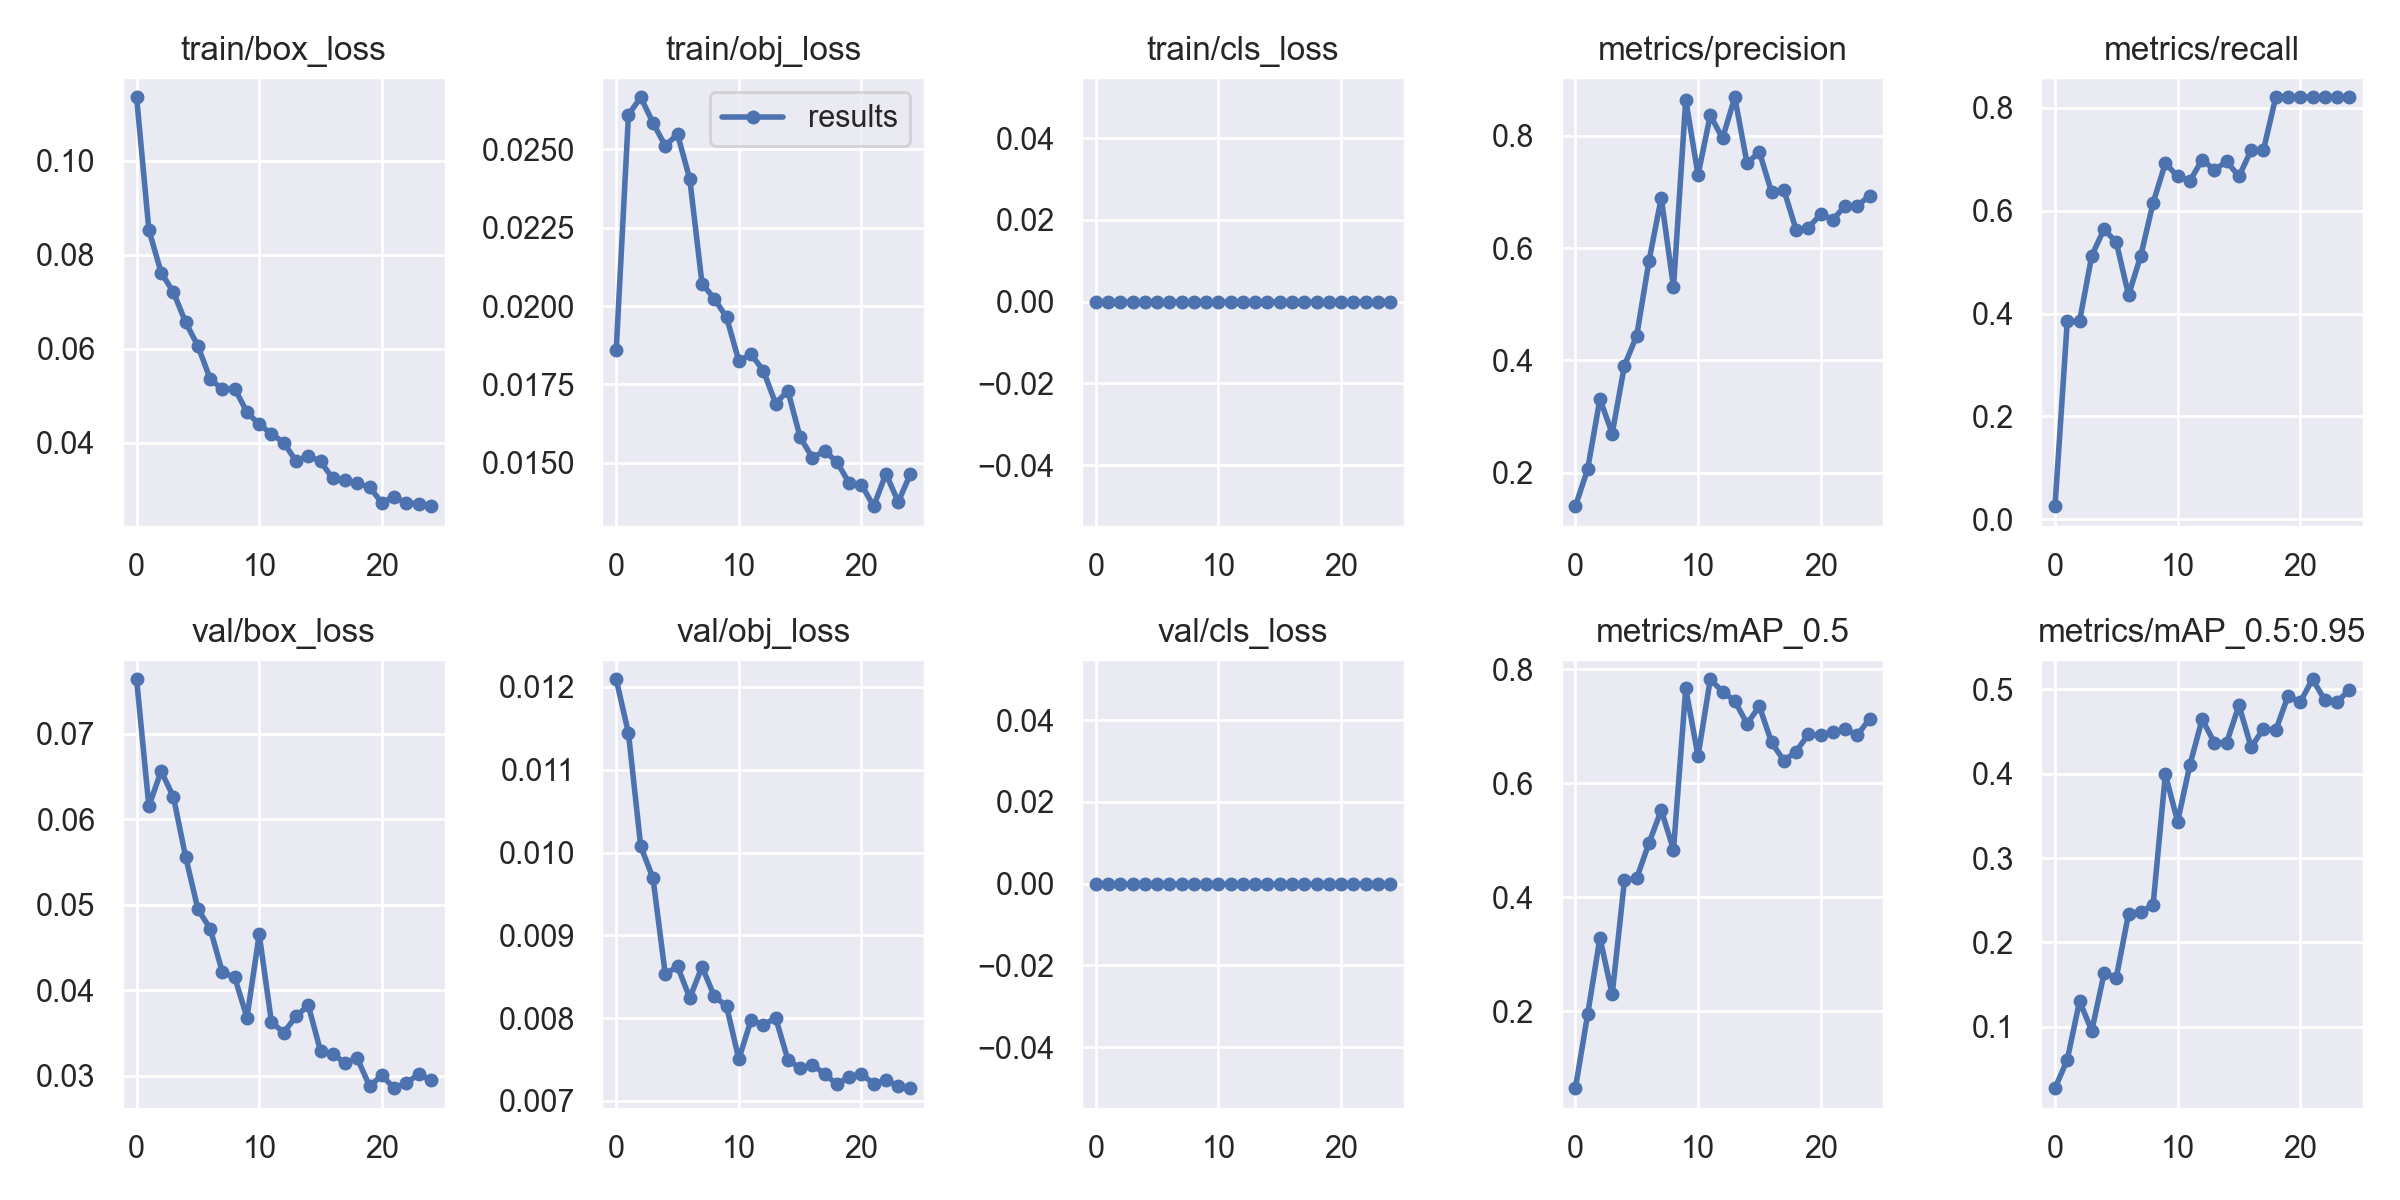 train/box_loss
0.10
0.08
0.06
0.04
0 10 20
train/obj_loss
results
0.0250
0.0225
0.0200
0.0175
0.0150
0 10 20
train/cls_loss
0.04
0.02
0.00
−0.02
−0.04
0 10 20
metrics/precision
0.8
0.6
0.4
0.2
0 10 20
metrics/recall
0.8
0.6
0.4
0.2
0.0
0 10 20
val/box_loss
0.07
0.06
0.05
0.04
0.03
0 10 20
val/obj_loss
0.012
0.011
0.010
0.009
0.008
0.007
0 10 20
val/cls_loss
0.04
0.02
0.00
−0.02
−0.04
0 10 20
metrics/mAP_0.5
0.8
0.6
0.4
0.2
0 10 20
metrics/mAP_0.5:0.95
0.5
0.4
0.3
0.2
0.1
0 10 20